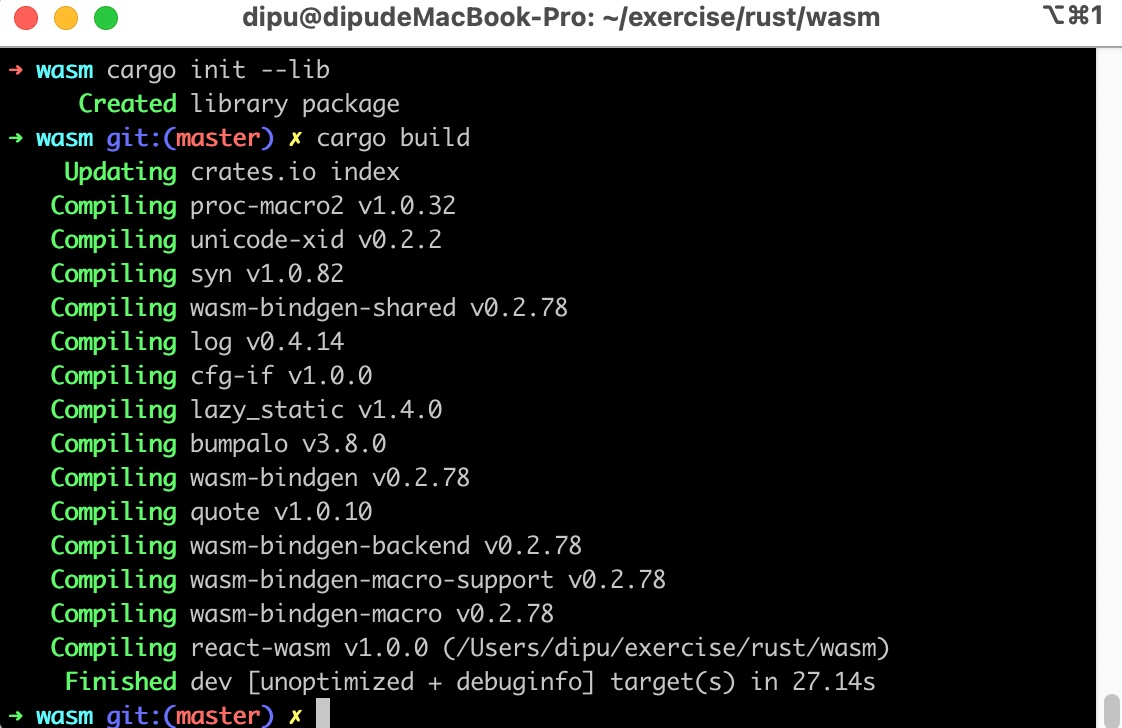 dipu@dipudeMacBook-Pro: ~/exercise/rust/wasm ⌥⌘1
➜ wasm cargo init --lib
Created library package
➜ wasm git:(master) ✗ cargo build
Updating crates.io index
Compiling proc-macro2 v1.0.32
Compiling unicode-xid v0.2.2
Compiling syn v1.0.82
Compiling wasm-bindgen-shared v0.2.78
Compiling log v0.4.14
Compiling cfg-if v1.0.0
Compiling lazy_static v1.4.0
Compiling bumpalo v3.8.0
Compiling wasm-bindgen v0.2.78
Compiling quote v1.0.10
Compiling wasm-bindgen-backend v0.2.78
Compiling wasm-bindgen-macro-support v0.2.78
Compiling wasm-bindgen-macro v0.2.78
Compiling react-wasm v1.0.0 (/Users/dipu/exercise/rust/wasm)
Finished dev [unoptimized + debuginfo] target(s) in 27.14s
➜ wasm git:(master) ✗